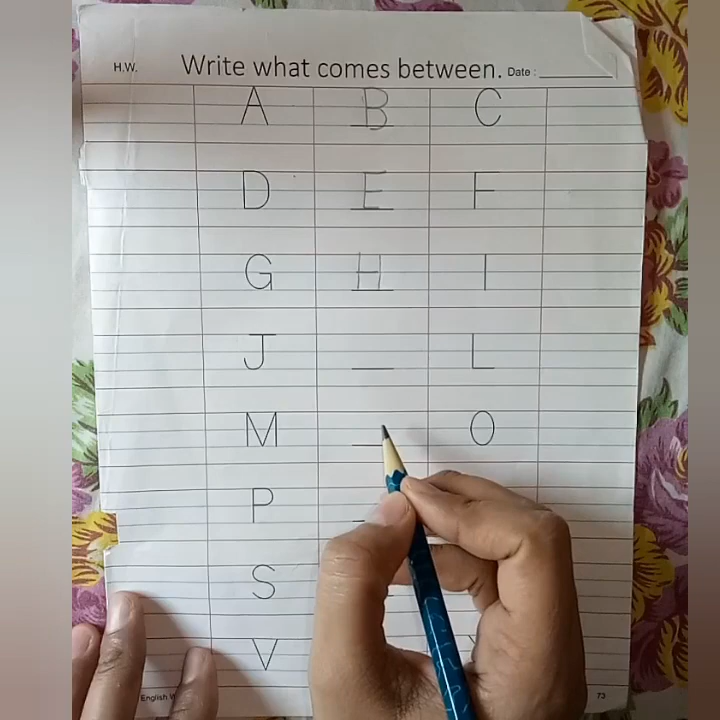 H.W. Write what comes between. Date :
A B C
D E F
G H I
J L
M O
P
S
V
English
73